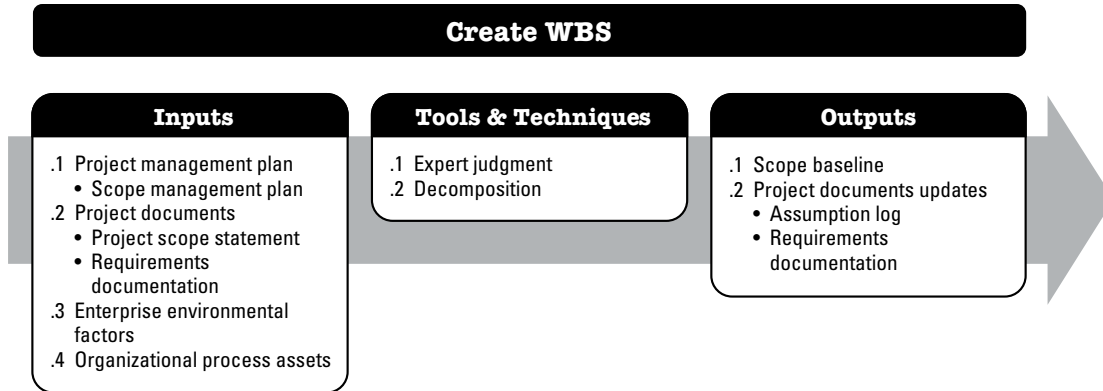 Create WBS
Inputs
.1 Project management plan
• Scope management plan
.2 Project documents
• Project scope statement
• Requirements
documentation
.3 Enterprise environmental
factors
.4 Organizational process assets
Tools & Techniques
.1 Expert judgment
.2 Decomposition
Outputs
.1 Scope baseline
.2 Project documents updates
• Assumption log
• Requirements
documentation